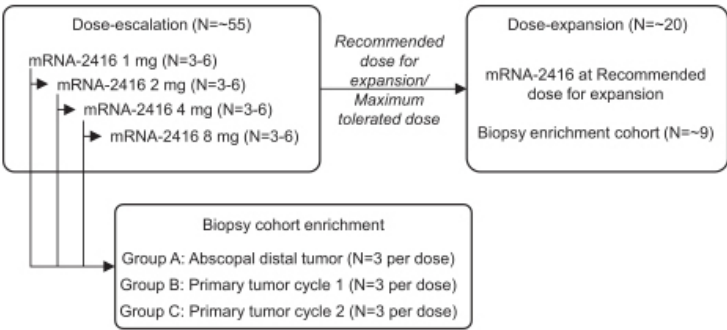 Dose-escalation (N=~55)
mRNA-2416 1 mg (N=3-6)
mRNA-2416 2 mg (N=3-6)
mRNA-2416 4 mg (N=3-6)
mRNA-2416 8 mg (N=3-6)
Recommended
dose for
expansion/
Maximum
tolerated dose
Dose-expansion (N=~20)
mRNA-2416 at Recommended
dose for expansion
Biopsy enrichment cohort (N=~9)
Biopsy cohort enrichment
Group A: Abscopal distal tumor (N=3 per dose)
Group B: Primary tumor cycle 1 (N=3 per dose)
Group C: Primary tumor cycle 2 (N=3 per dose)